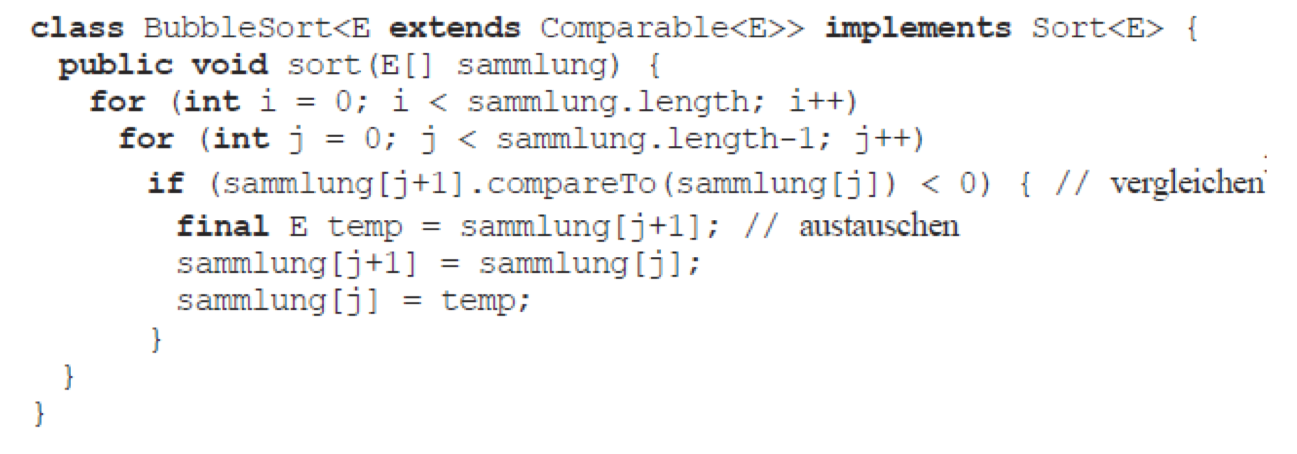 class BubbleSort<E extends Comparable<E>> implements Sort<E> {
public void sort(E[] sammlung) {
for (int i = 0; i < sammlung.length; i++)
for (int j = 0; j < sammlung.length-1; j++)
if (sammlung[j+1].compareTo(sammlung[j]) < 0) { // vergleichen
final E temp = sammlung[j+1]; // austauschen
sammlung[j+1] = sammlung[j];
sammlung[j] = temp;
}
}
}